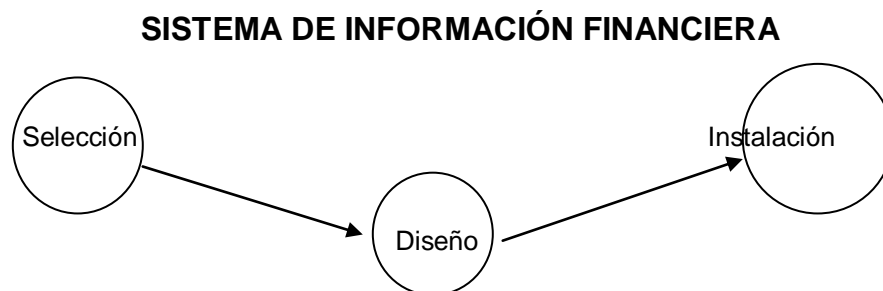 SISTEMA DE INFORMACIÓN FINANCIERA
Selección
Instalación
Diseño